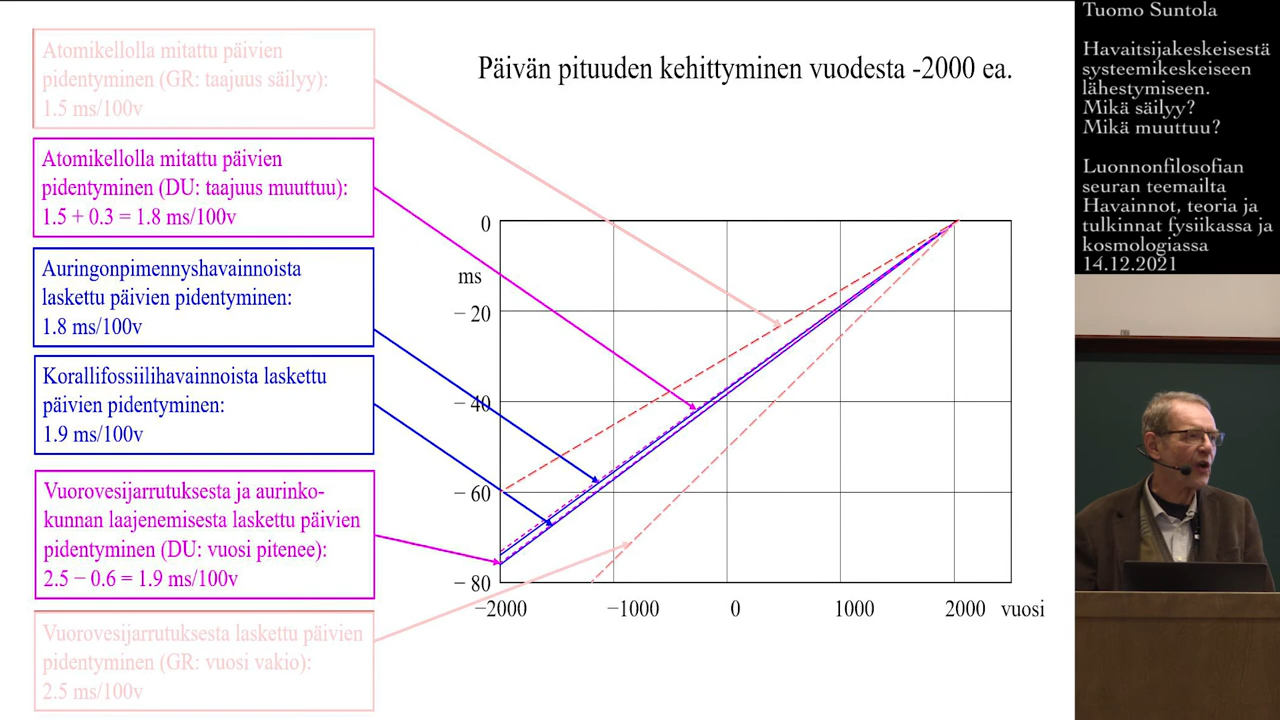 Atomikellolla mitattu päivien
pidentyminen (GR: taajuus säilyy):
1.5 ms/100v
Atomikellolla mitattu päivien
pidentyminen (DU: taajuus muuttuu):
1.5 + 0.3 = 1.8 ms/100v
Auringonpimennyshavainnoista
laskettu päivien pidentyminen:
1.8 ms/100v
Korallifossiilihavainnoista laskettu
päivien pidentyminen:
1.9 ms/100v
Vuorovesijarrutuksesta ja aurinko-
kunnan laajenemisesta laskettu päivien
pidentyminen (DU: vuosi pitenee):
2.5 − 0.6 = 1.9 ms/100v
Vuorovesijarrutuksesta laskettu päivien
pidentyminen (GR: vuosi vakio):
2.5 ms/100v
Päivän pituuden kehittyminen vuodesta -2000 ea.
0
ms
−20
−40
−60
−80
−2000 −1000 0 1000 2000 vuosi
Tuomo Suntola
Havaitsijakeskeisestä
systeemikeskeiseen
lähestymiseen.
Mikä säilyy?
Mikä muuttuu?
Luonnonfilosofian
seuran teemailta
Havainnot, teoria ja
tulkinnat fysiikassa ja
kosmologiassa
14.12.2021